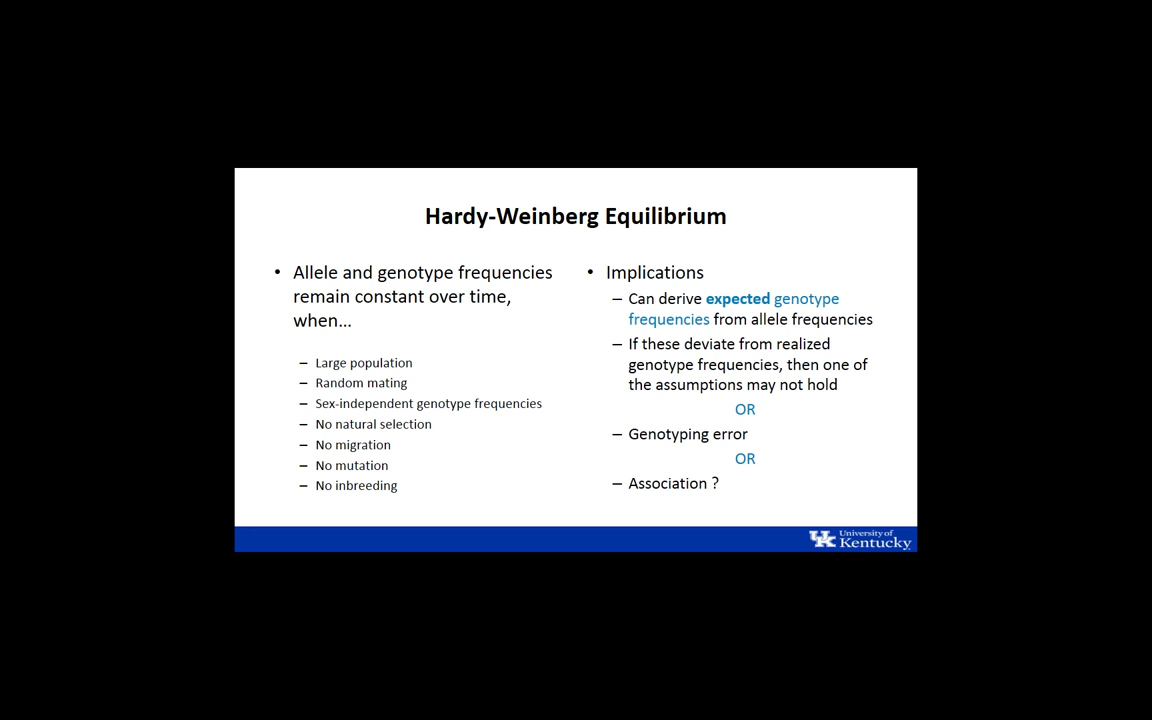 Hardy-Weinberg Equilibrium
• Allele and genotype frequencies
remain constant over time,
when...
– Large population
– Random mating
– Sex-independent genotype frequencies
– No natural selection
– No migration
– No mutation
– No inbreeding
• Implications
– Can derive expected genotype
frequencies from allele frequencies
– If these deviate from realized
genotype frequencies, then one of
the assumptions may not hold
OR
– Genotyping error
OR
– Association ?
UK University of
Kentucky